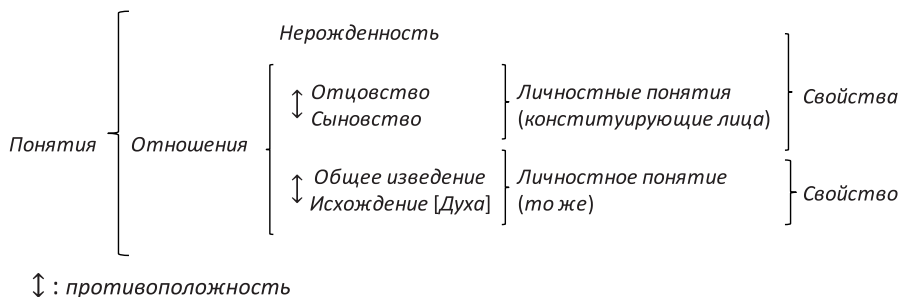 Нерожденность
Отцовство
Сыновство
Личностные понятия
(конституирующие лица)
Свойства
Понятия
Отношения
Общее изведение
Исхождение [Духа]
Личностное понятие
(то же)
Свойство
↕ : противоположность